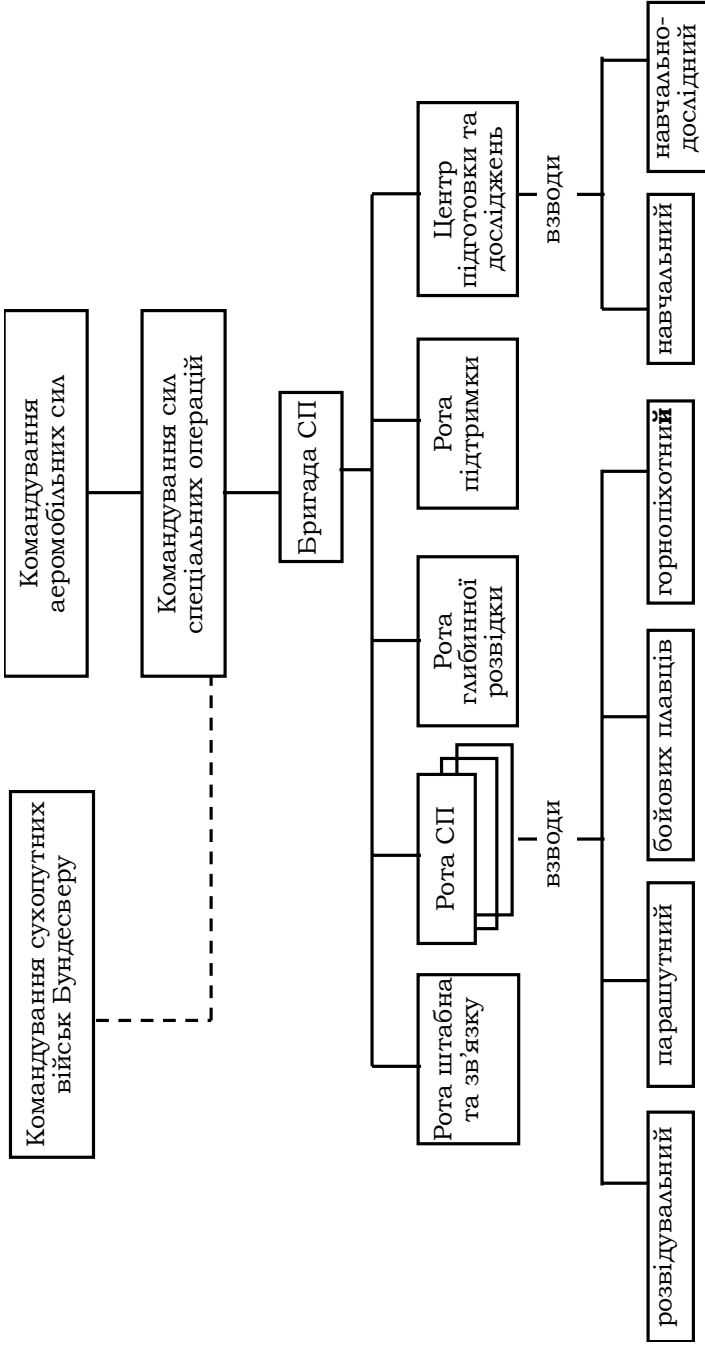 Командування сухопутних
військ Бундесверу
Командування
аеромобільних сил
Командування сил
спеціальних операцій
Бригада СП
Рота штабна
та зв'язку
Рота СП
Рота
глибинної
розвідки
Рота
підтримки
Центр
підготовки та
досліджень
взводи
взводи
розвідувальний
парашутний
бойових плавців
горнопіхотний
навчальний
навчально-
дослідний